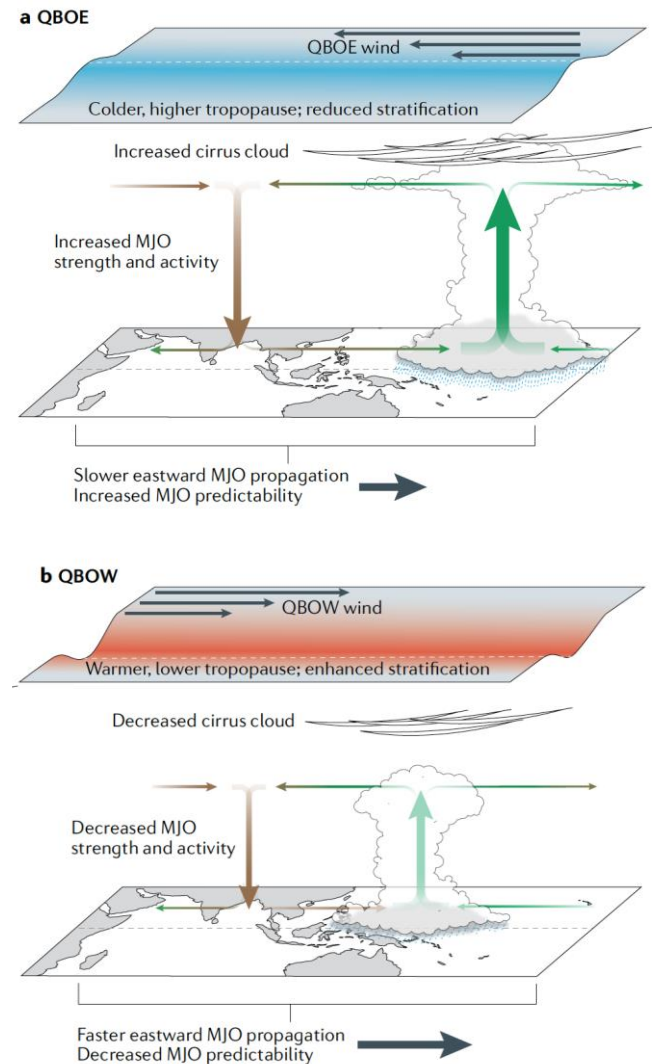 a QBOE
QBOE wind
Colder, higher tropopause; reduced stratification
Increased cirrus cloud
Increased MJO
strength and activity
Slower eastward MJO propagation
Increased MJO predictability
b QBOW
QBOW wind
Warmer, lower tropopause; enhanced stratification
Decreased cirrus cloud
Decreased MJO
strength and activity
Faster eastward MJO propagation
Decreased MJO predictability